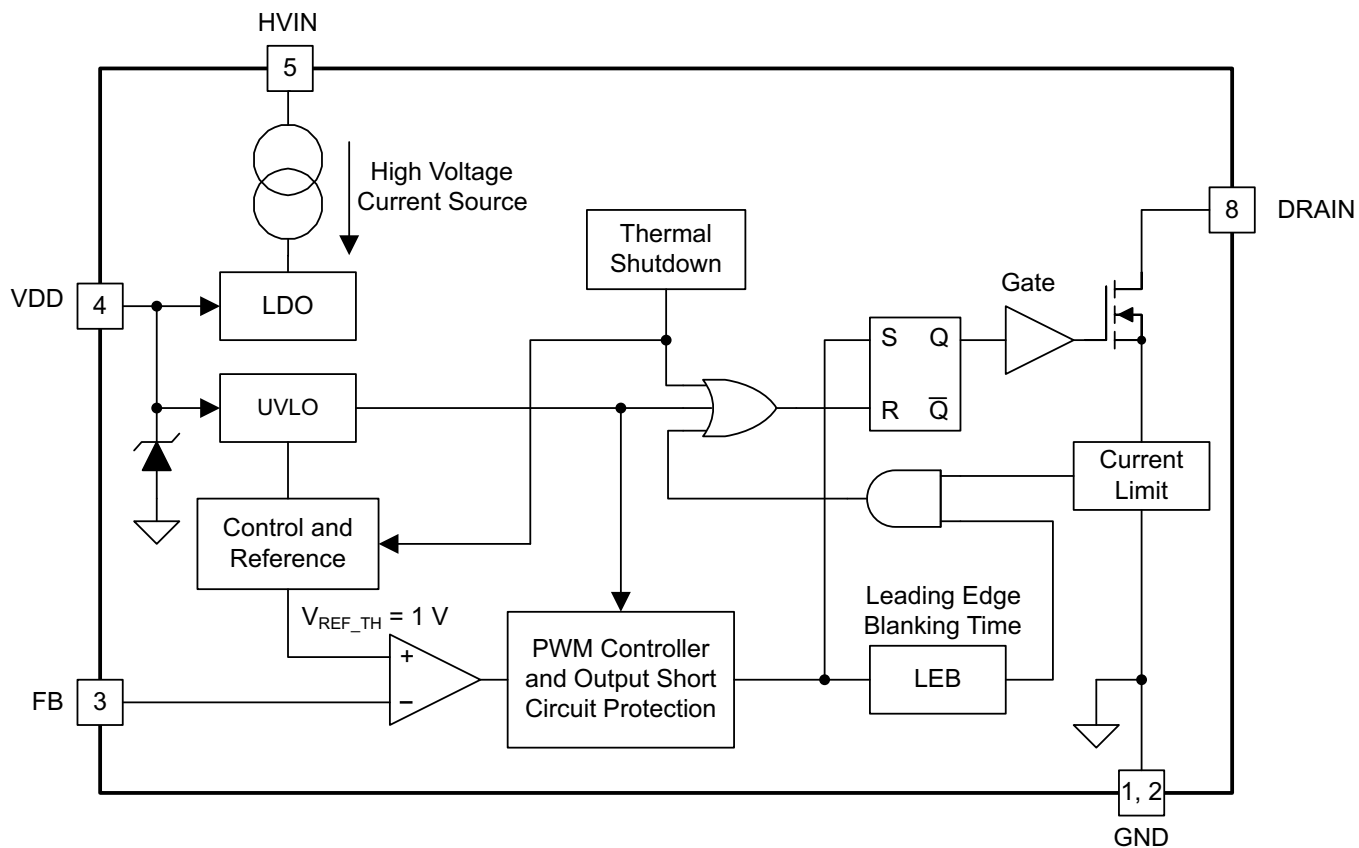 HVIN
5
High Voltage
Current Source
8
DRAIN
Thermal
Shutdown
VDD
4
LDO
Gate
S Q
R Q̅
UVLO
Current
Limit
Control and
Reference
V_REF_TH = 1 V
Leading Edge
Blanking Time
+
−
PWM Controller
and Output Short
Circuit Protection
LEB
FB
3
1, 2
GND